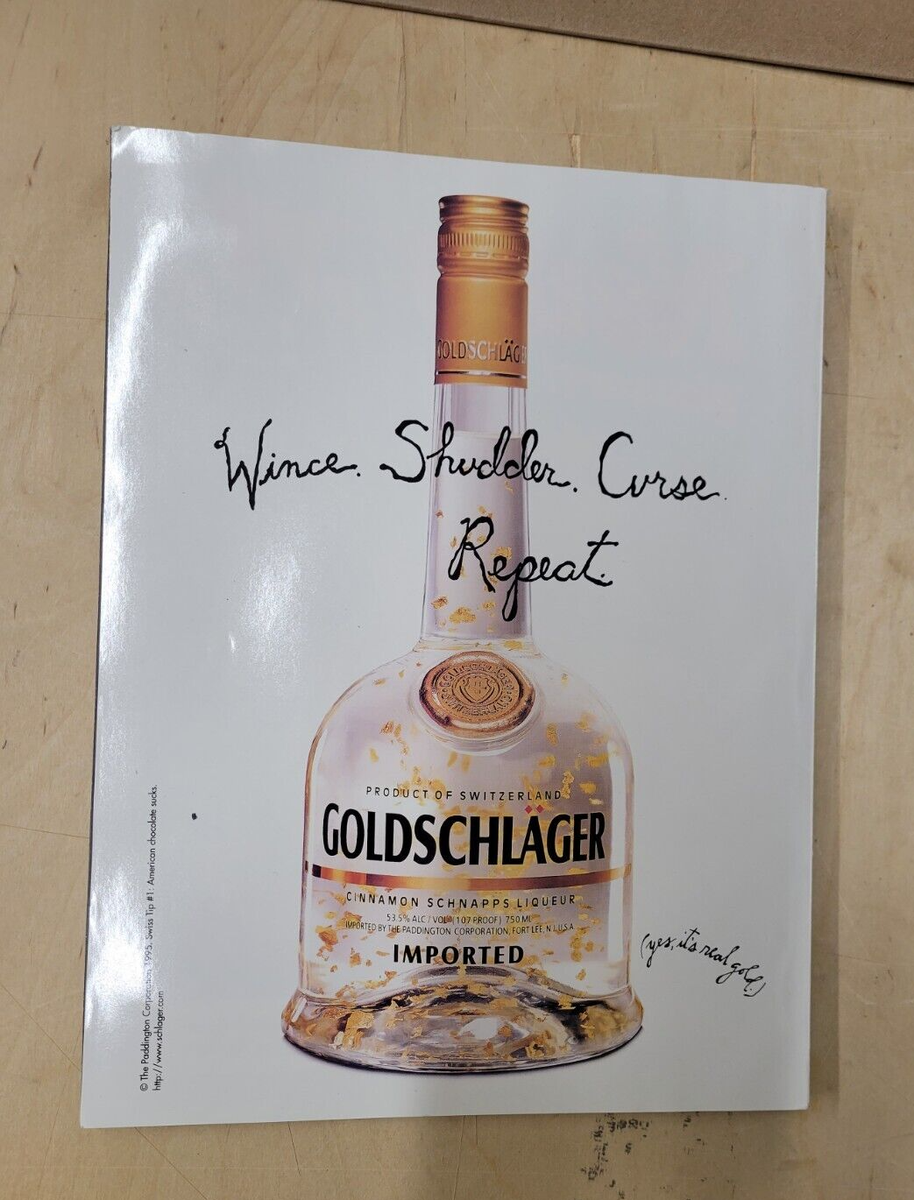 GOLDSCHLÄG
Wince. Shudder. Curse.
Repeat.
PRODUCT OF SWITZERLAND
GOLDSCHLÄGER
CINNAMON SCHNAPPS LIQUEUR
53.5% ALC / VOL (107 PROOF) 750 ML
IMPORTED BY THE PADDINGTON CORPORATION, FORT LEE, N.J. U.S.A.
IMPORTED
(yes, it's real gold.)
© The Paddington Corporation 1995. Swiss Tip #1: American chocolate sucks.
http://www.schlager.com